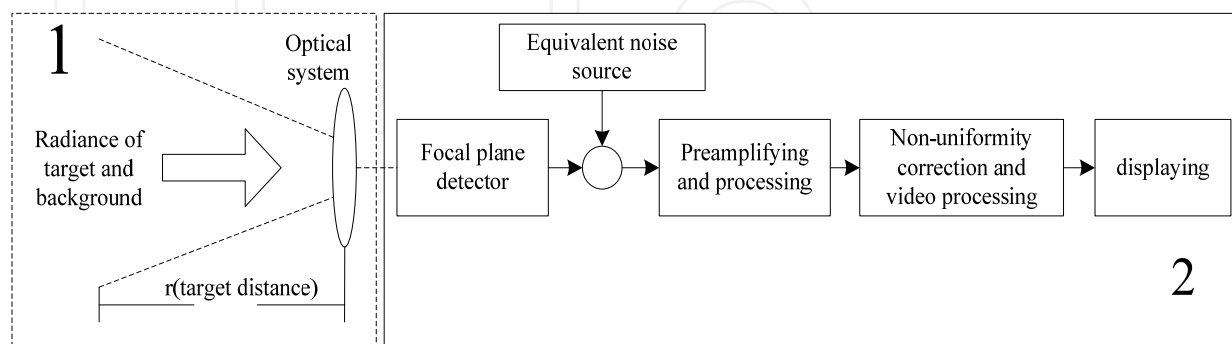 1
Optical
system
Radiance of
target and
background
r(target distance)
Equivalent noise
source
Focal plane
detector
Preamplifying
and processing
Non-uniformity
correction and
video processing
displaying
2